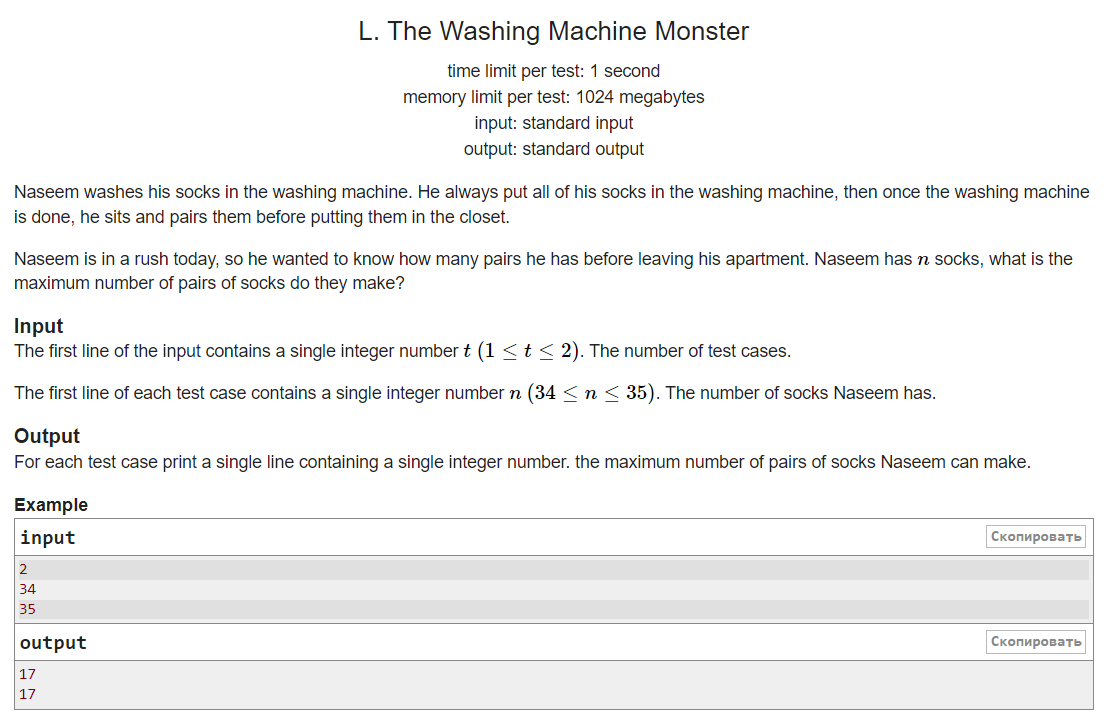 L. The Washing Machine Monster
time limit per test: 1 second
memory limit per test: 1024 megabytes
input: standard input
output: standard output
Naseem washes his socks in the washing machine. He always put all of his socks in the washing machine, then once the washing machine
is done, he sits and pairs them before putting them in the closet.
Naseem is in a rush today, so he wanted to know how many pairs he has before leaving his apartment. Naseem has n socks, what is the
maximum number of pairs of socks do they make?
Input
The first line of the input contains a single integer number t (1 ≤ t ≤ 2). The number of test cases.
The first line of each test case contains a single integer number n (34 ≤ n ≤ 35). The number of socks Naseem has.
Output
For each test case print a single line containing a single integer number. the maximum number of pairs of socks Naseem can make.
Example
input Скопировать
2
34
35
output Скопировать
17
17